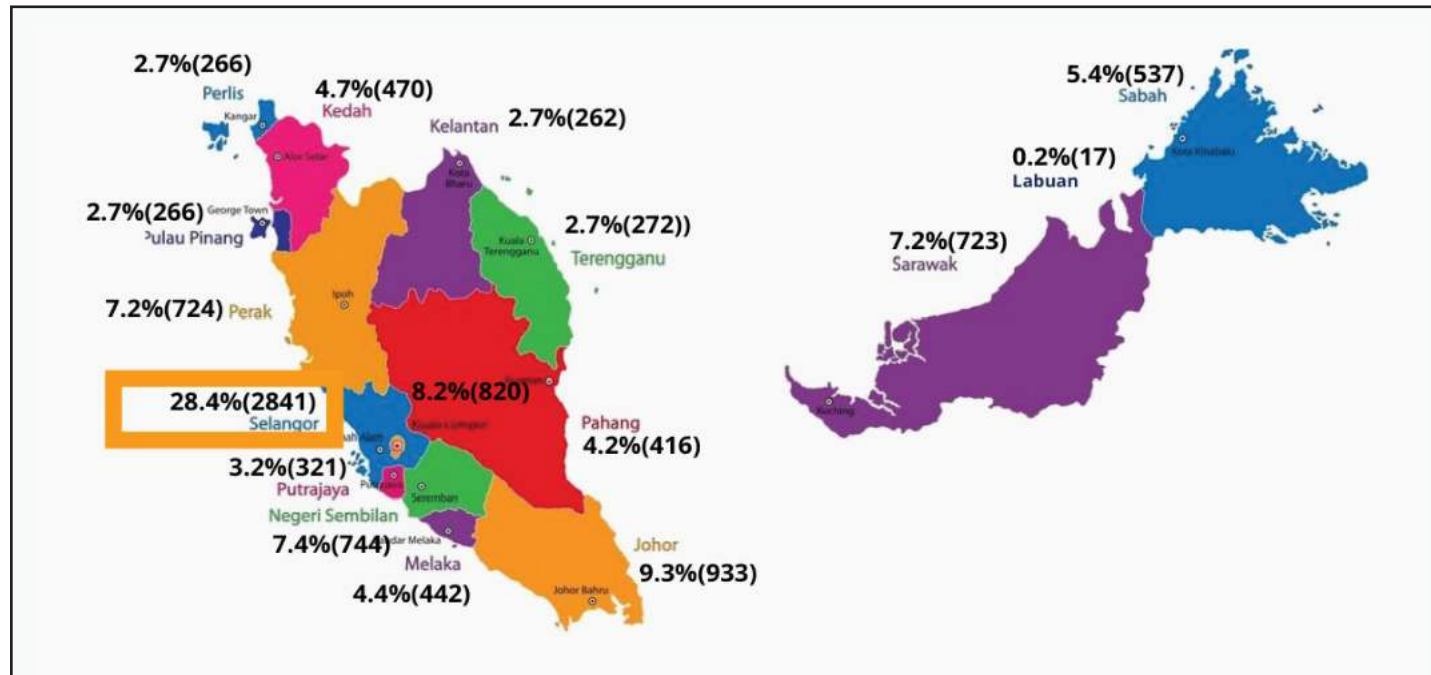 2.7%(266)
Perlis
Kangar
4.7%(470)
Kedah
Alor Setar
Kelantan 2.7%(262)
Kota
Bharu
2.7%(266)
George Town
Pulau Pinang
2.7%(272))
Kuala
Terengganu
Terengganu
Ipoh
7.2%(724) Perak
28.4%(2841)
Selangor
8.2%(820)
Kuala Lumpur
Pahang
4.2%(416)
3.2%(321)
Putrajaya
Seremban
Negeri Sembilan
7.4%(744)
dar Melaka
Melaka
4.4%(442)
Johor
9.3%(933)
Johor Bahru
5.4%(537)
Sabah
Kota Kinabalu
0.2%(17)
Labuan
7.2%(723)
Sarawak
Kuching